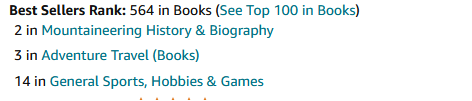 Best Sellers Rank: 564 in Books (See Top 100 in Books)
2 in Mountaineering History & Biography
3 in Adventure Travel (Books)
14 in General Sports, Hobbies & Games